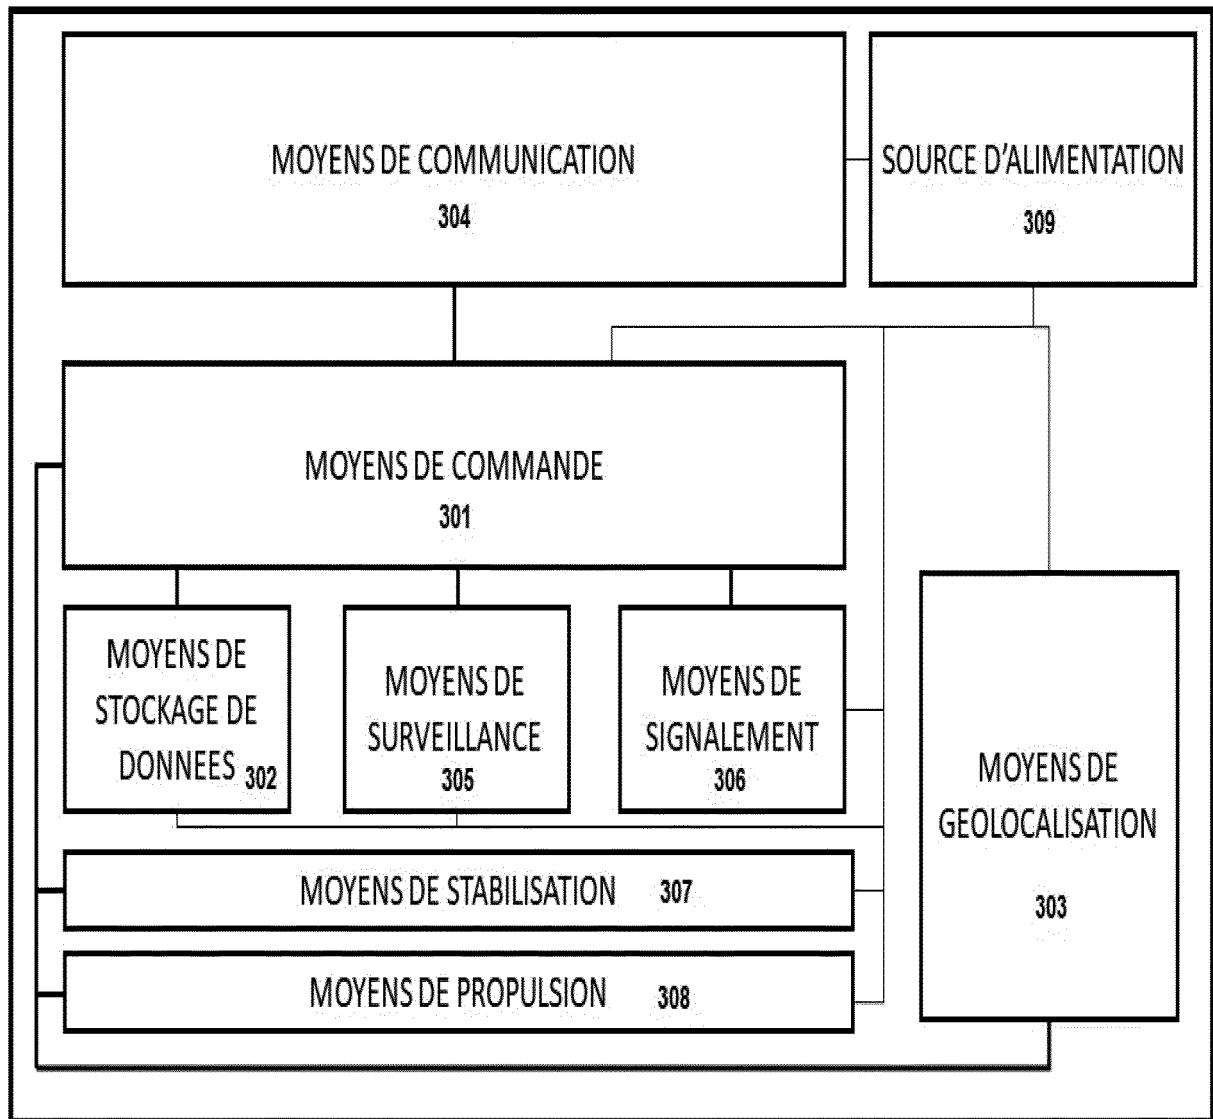 MOYENS DE COMMUNICATION
304
SOURCE D'ALIMENTATION
309
MOYENS DE COMMANDE
301
MOYENS DE
STOCKAGE DE
DONNEES 302
MOYENS DE
SURVEILLANCE
305
MOYENS DE
SIGNALEMENT
306
MOYENS DE
GEOLOCALISATION
303
MOYENS DE STABILISATION 307
MOYENS DE PROPULSION 308